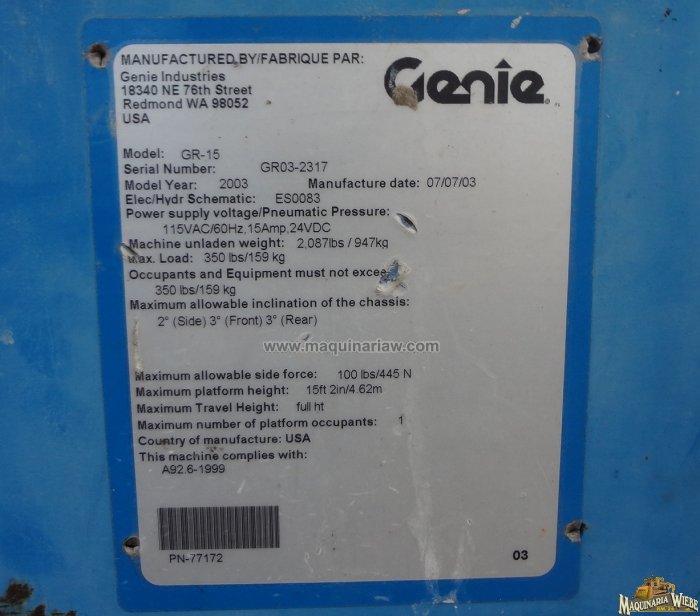 MANUFACTURED BY/FABRIQUE PAR:
Genie Industries
18340 NE 76th Street
Redmond WA 98052
USA
Genie
Model: GR-15
Serial Number: GR03-2317
Model Year: 2003 Manufacture date: 07/07/03
Elec/Hydr Schematic: ES0083
Power supply voltage/Pneumatic Pressure:
115VAC/60Hz,15Amp,24VDC
Machine unladen weight: 2,087lbs / 947kg
Max. Load: 350 lbs/159 kg
Occupants and Equipment must not excee
350 lbs/159 kg
Maximum allowable inclination of the chassis:
2° (Side) 3° (Front) 3° (Rear)
www.maquinariaw.com
Maximum allowable side force: 100 lbs/445 N
Maximum platform height: 15ft 2in/4.62m
Maximum Travel Height: full ht
Maximum number of platform occupants: 1
Country of manufacture: USA
This machine complies with:
A92.6-1999
PN-77172
03
MAQUINARIA WIEBE